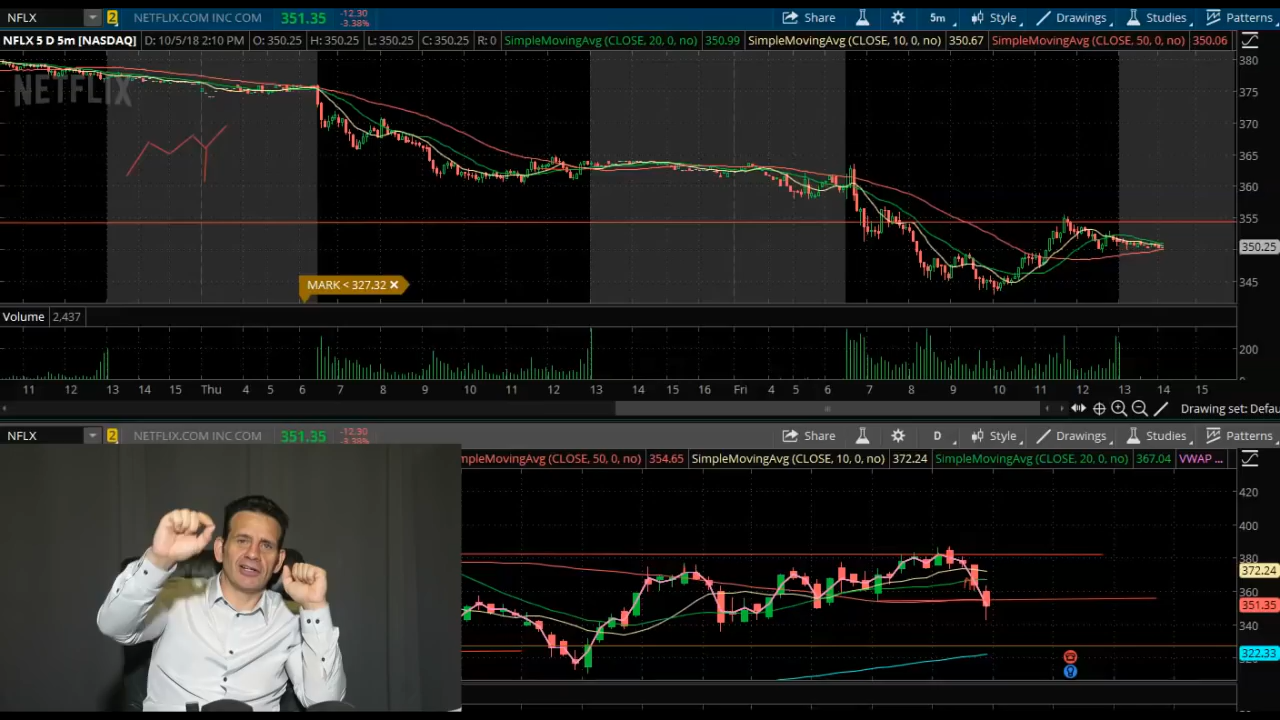 NFLX 2 NETFLIX.COM INC COM 351.35 -12.30 -3.38% Share 5m Style Drawings Studies Patterns
NFLX 5 D 5m [NASDAQ] D: 10/5/18 2:10 PM O: 350.25 H: 350.25 L: 350.25 C: 350.25 R: 0 SimpleMovingAvg (CLOSE, 20, 0, no) 350.99 SimpleMovingAvg (CLOSE, 10, 0, no) 350.67 SimpleMovingAvg (CLOSE, 50, 0, no) 350.06
380
NETFLIX
375
370
365
360
355
350.25
345
MARK < 327.32 ×
Volume 2,437
200
11 12 13 14 15 Thu 4 5 6 7 8 9 10 11 12 13 14 15 16 Fri 4 5 6 7 8 9 10 11 12 13 14 15
Drawing set: Defau
NFLX 2 NETFLIX.COM INC COM 351.35 -12.30 -3.38% Share D Style Drawings Studies Patterns
mpleMovingAvg (CLOSE, 50, 0, no) 354.65 SimpleMovingAvg (CLOSE, 10, 0, no) 372.24 SimpleMovingAvg (CLOSE, 20, 0, no) 367.04 VWAP ...
420
400
380
372.24
360
351.35
340
322.33